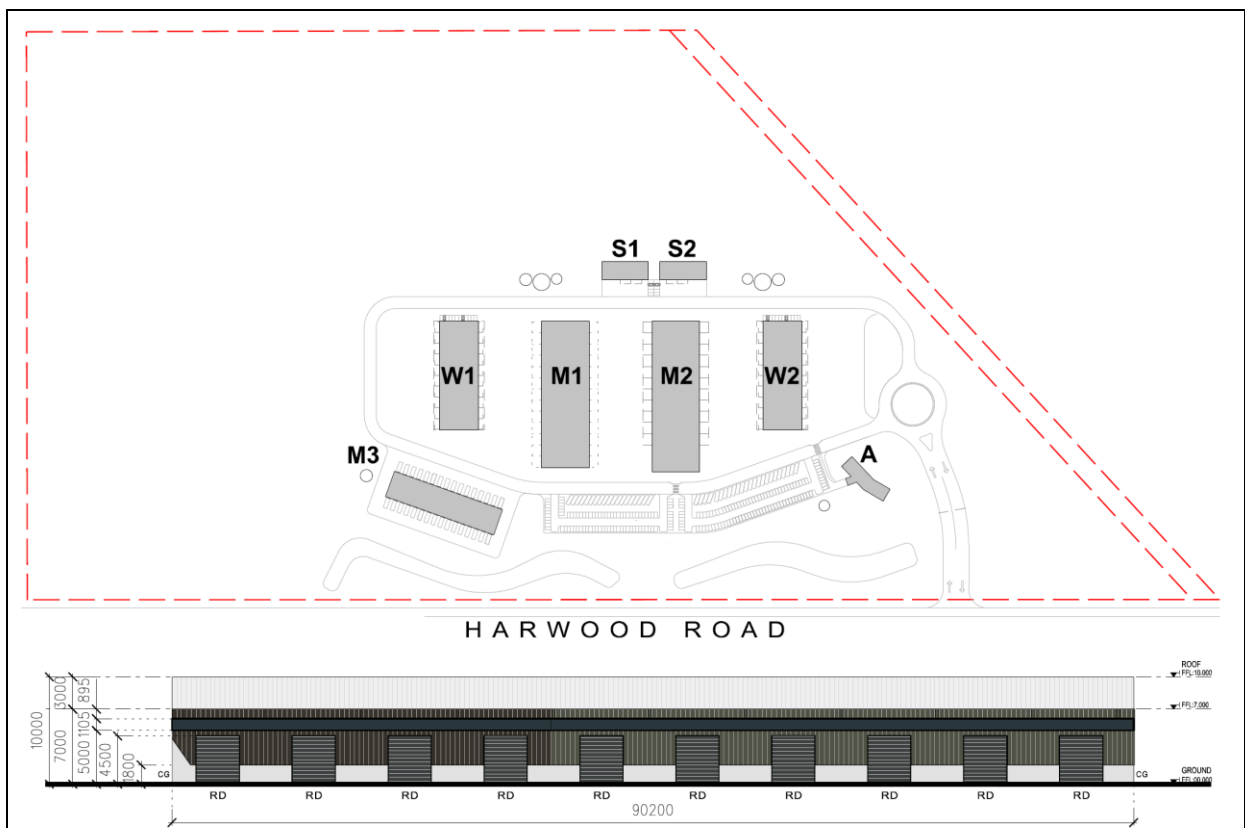 S1 S2
W1 M1 M2 W2
M3 A
HARWOOD ROAD
10000
3000
7000
895
1105
5000
4500
1800
ROOF
FFL:10.000
FFL:7.000
GROUND
FFL:00.000
CG CG
RD RD RD RD RD RD RD RD RD RD
90200